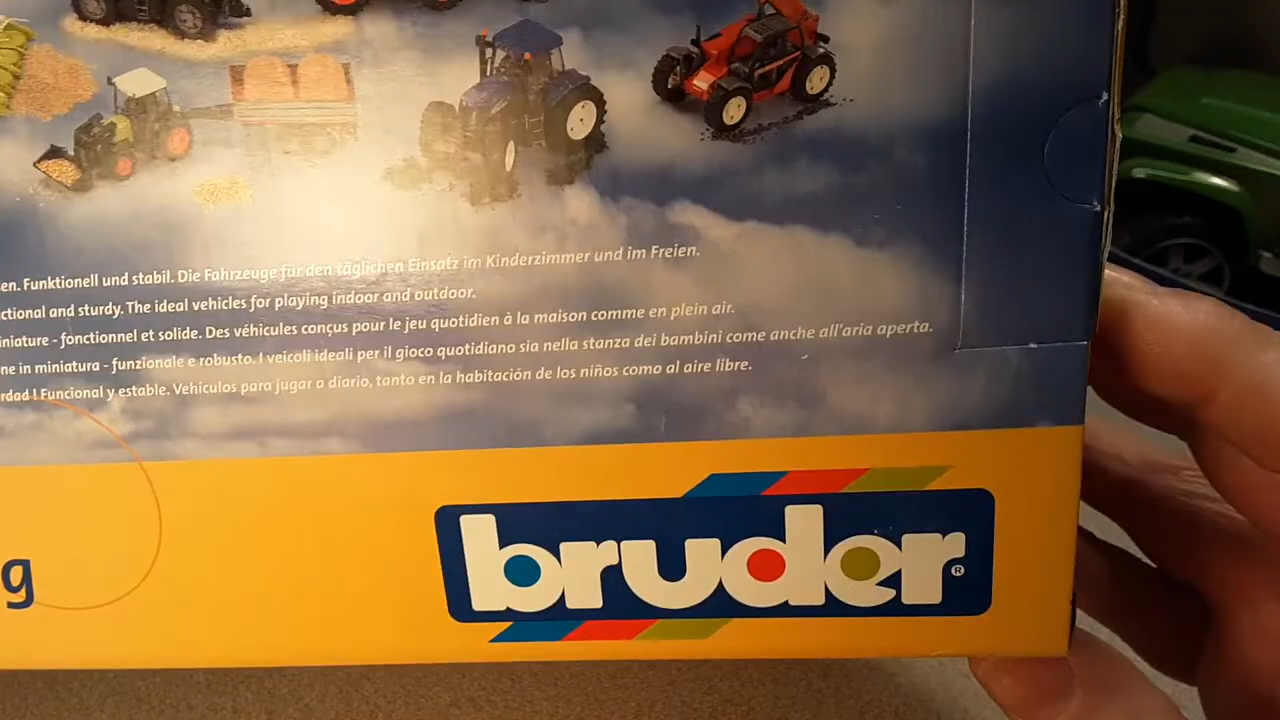 en. Funktionell und stabil. Die Fahrzeuge für den täglichen Einsatz im Kinderzimmer und im Freien.
ctional and sturdy. The ideal vehicles for playing indoor and outdoor.
iniature - fonctionnel et solide. Des véhicules conçus pour le jeu quotidien à la maison comme en plein air.
ne in miniatura - funzionale e robusto. I veicoli ideali per il gioco quotidiano sia nella stanza dei bambini come anche all'aria aperta.
rdad ! Funcional y estable. Vehículos para jugar a diario, tanto en la habitación de los niños como al aire libre.
g
bruder®